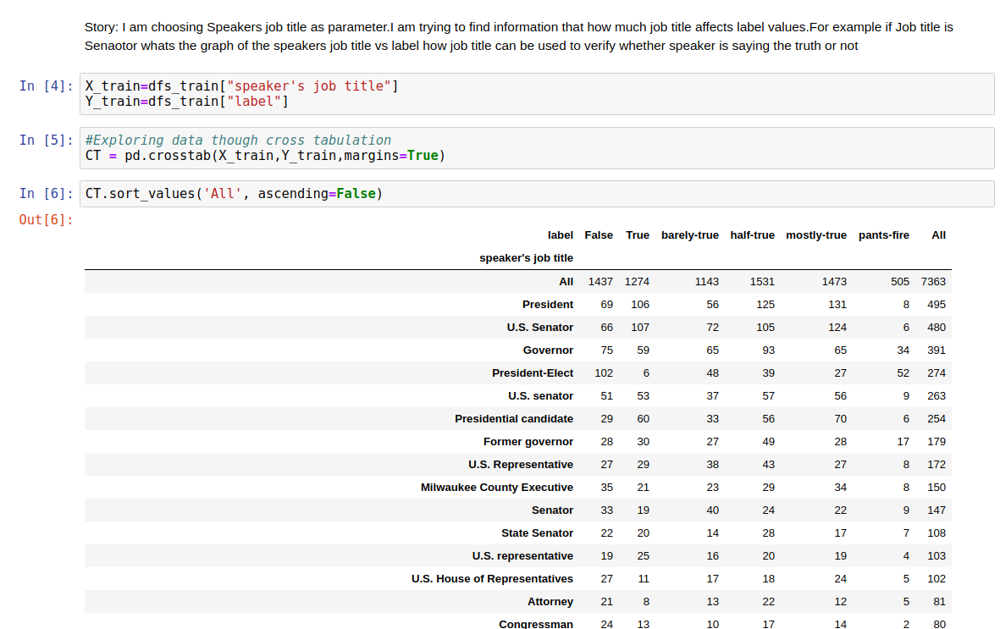 Story: I am choosing Speakers job title as parameter.I am trying to find information that how much job title affects label values.For example if Job title is
Senaotor whats the graph of the speakers job title vs label how job title can be used to verify whether speaker is saying the truth or not
In [4]: X_train=dfs_train["speaker's job title"]
Y_train=dfs_train["label"]
In [5]: #Exploring data though cross tabulation
CT = pd.crosstab(X_train,Y_train,margins=True)
In [6]: CT.sort_values('All', ascending=False)
Out[6]:
label False True barely-true half-true mostly-true pants-fire All
speaker's job title
All 1437 1274 1143 1531 1473 505 7363
President 69 106 56 125 131 8 495
U.S. Senator 66 107 72 105 124 6 480
Governor 75 59 65 93 65 34 391
President-Elect 102 6 48 39 27 52 274
U.S. senator 51 53 37 57 56 9 263
Presidential candidate 29 60 33 56 70 6 254
Former governor 28 30 27 49 28 17 179
U.S. Representative 27 29 38 43 27 8 172
Milwaukee County Executive 35 21 23 29 34 8 150
Senator 33 19 40 24 22 9 147
State Senator 22 20 14 28 17 7 108
U.S. representative 19 25 16 20 19 4 103
U.S. House of Representatives 27 11 17 18 24 5 102
Attorney 21 8 13 22 12 5 81
Congressman 24 13 10 17 14 2 80